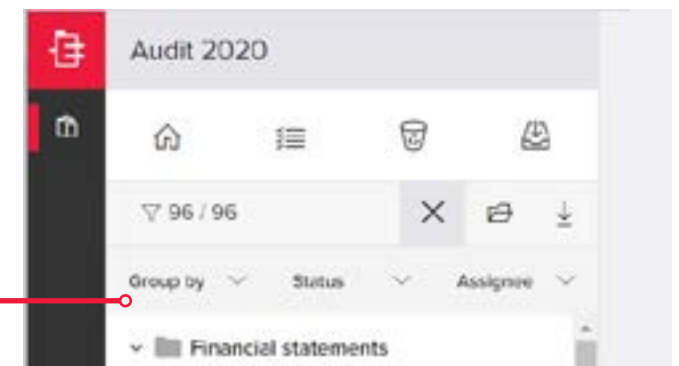 Audit 2020
96 / 96
Group by Status Assignee
Financial statements